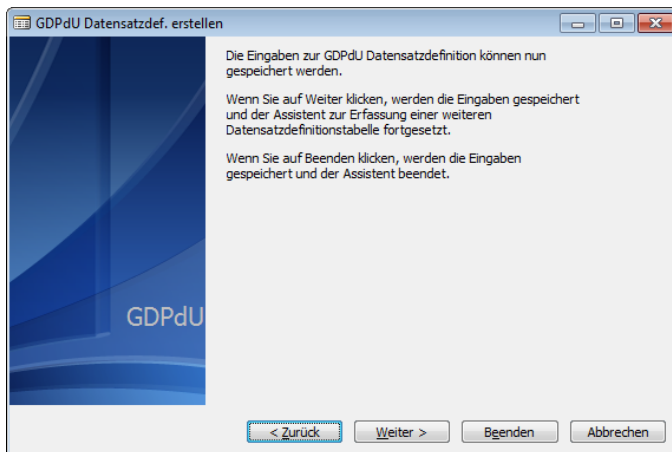 GDPdU Datensatzdef. erstellen
Die Eingaben zur GDPdU Datensatzdefinition können nun
gespeichert werden.
Wenn Sie auf Weiter klicken, werden die Eingaben gespeichert
und der Assistent zur Erfassung einer weiteren
Datensatzdefinitionstabelle fortgesetzt.
Wenn Sie auf Beenden klicken, werden die Eingaben
gespeichert und der Assistent beendet.
GDPdU
< Zurück Weiter > Beenden Abbrechen